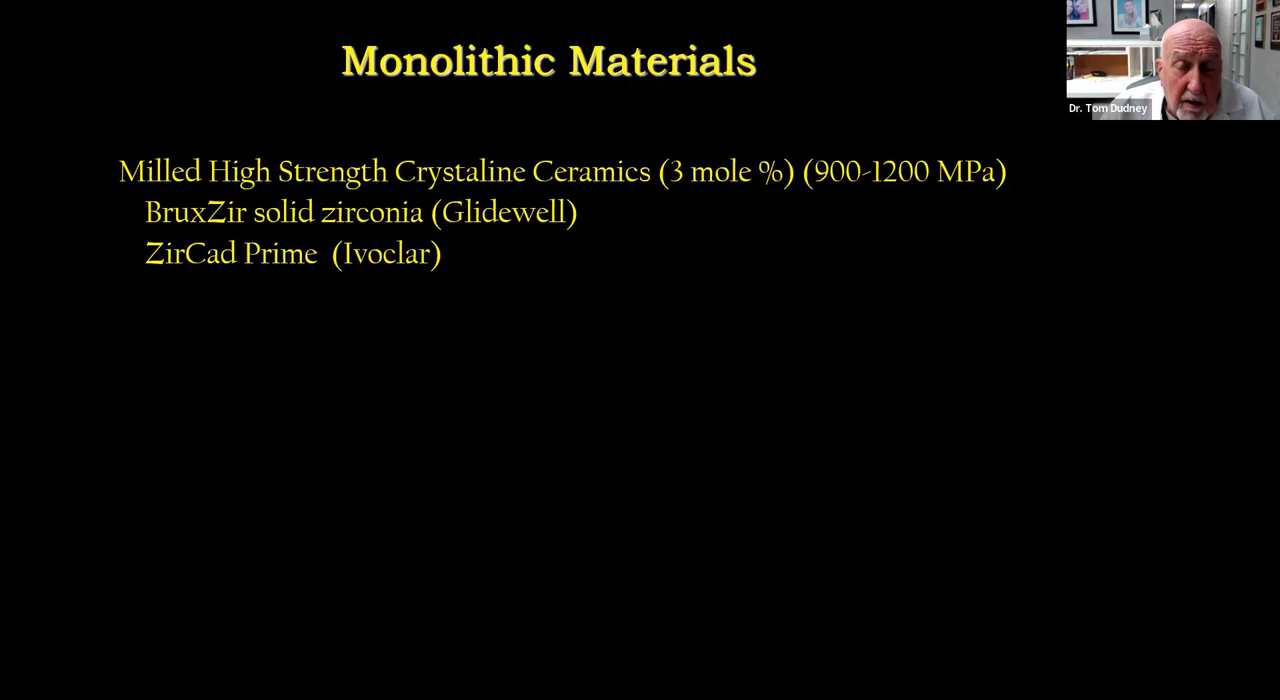 Monolithic Materials
Dr. Tom Dudney
Milled High Strength Crystaline Ceramics (3 mole %) (900-1200 MPa)
BruxZir solid zirconia (Glidewell)
ZirCad Prime (Ivoclar)